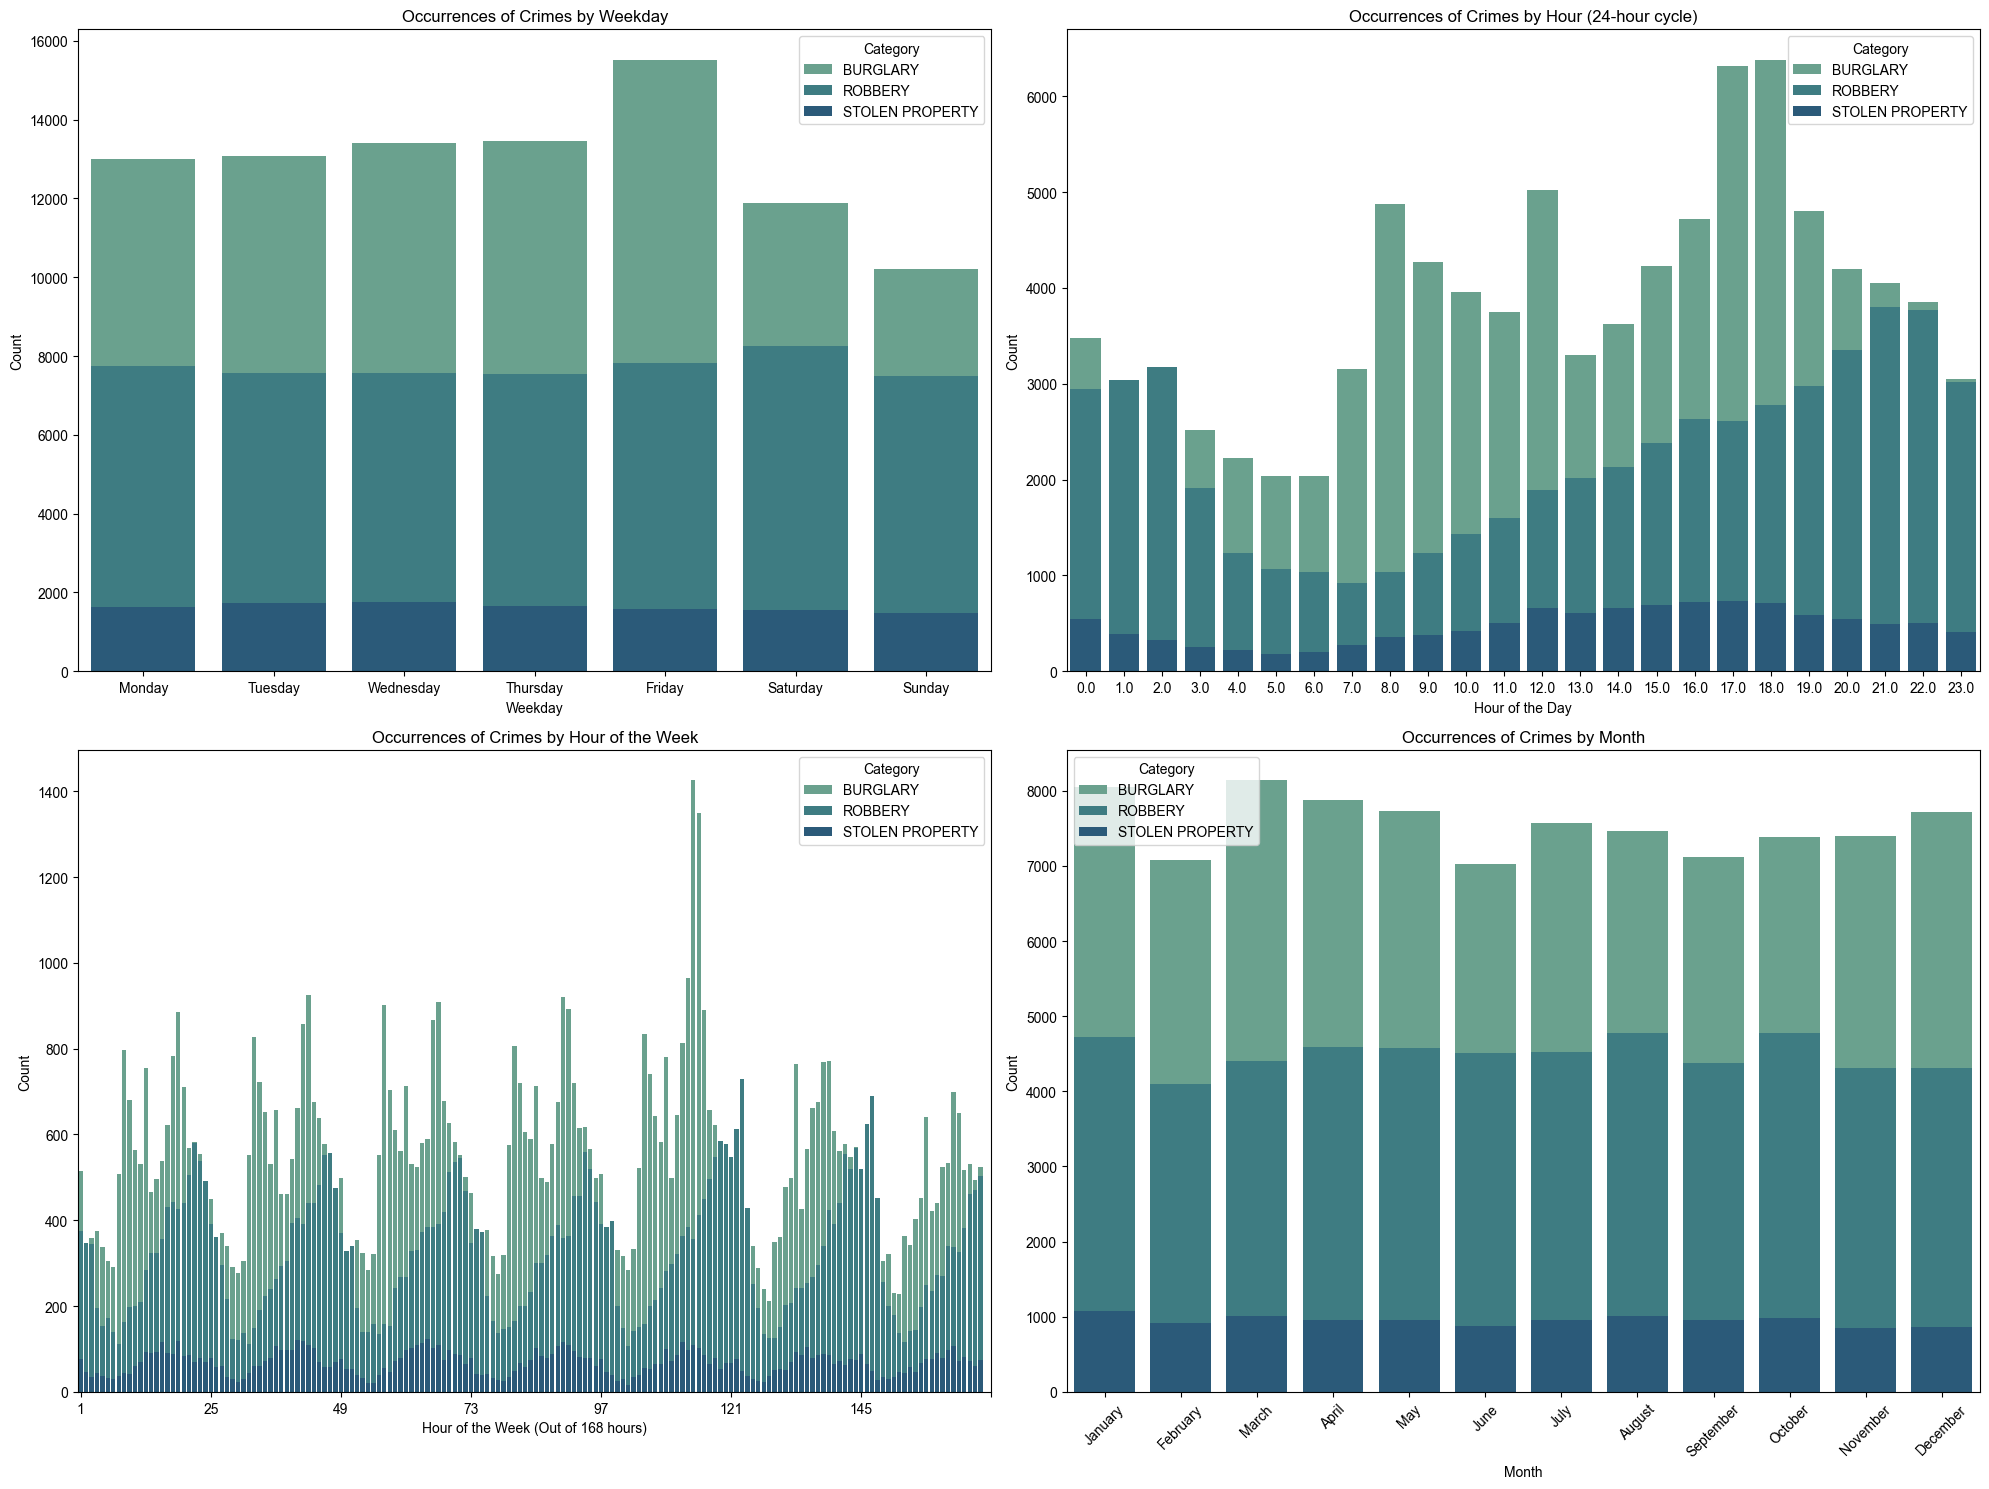 Occurrences of Crimes by Weekday
Category
BURGLARY
ROBBERY
STOLEN PROPERTY
16000
14000
12000
10000
8000
6000
4000
2000
0
Count
Monday Tuesday Wednesday Thursday Friday Saturday Sunday
Weekday
Occurrences of Crimes by Hour (24-hour cycle)
Category
BURGLARY
ROBBERY
STOLEN PROPERTY
6000
5000
4000
3000
2000
1000
0
Count
0.0 1.0 2.0 3.0 4.0 5.0 6.0 7.0 8.0 9.0 10.0 11.0 12.0 13.0 14.0 15.0 16.0 17.0 18.0 19.0 20.0 21.0 22.0 23.0
Hour of the Day
Occurrences of Crimes by Hour of the Week
Category
BURGLARY
ROBBERY
STOLEN PROPERTY
1400
1200
1000
800
600
400
200
0
Count
1 25 49 73 97 121 145
Hour of the Week (Out of 168 hours)
Occurrences of Crimes by Month
Category
BURGLARY
ROBBERY
STOLEN PROPERTY
8000
7000
6000
5000
4000
3000
2000
1000
0
Count
January February March April May June July August September October November December
Month